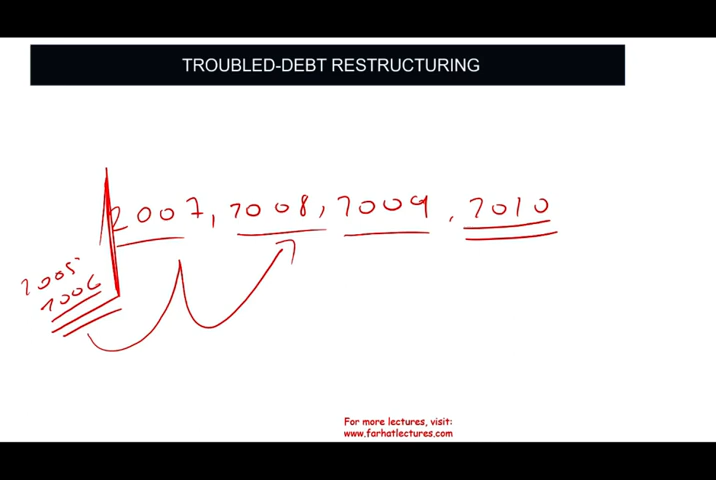 TROUBLED-DEBT RESTRUCTURING
2007, 2008, 2009, 2010
2005
2006
For more lectures, visit:
www.farhatlectures.com